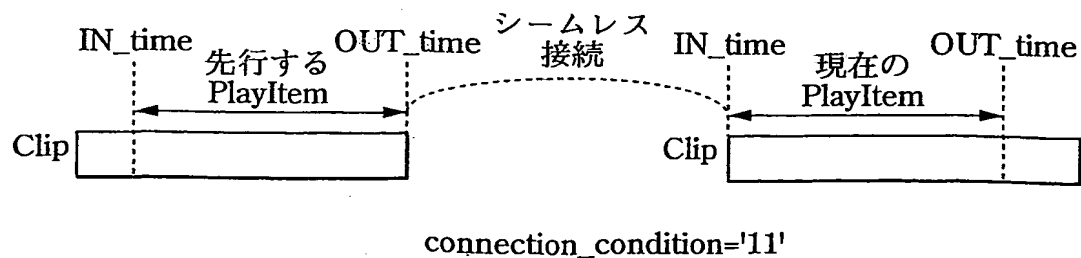 シームレス
接続
IN_time
OUT_time
IN_time
OUT_time
先行する
PlayItem
現在の
PlayItem
Clip
Clip
connection_condition='11'